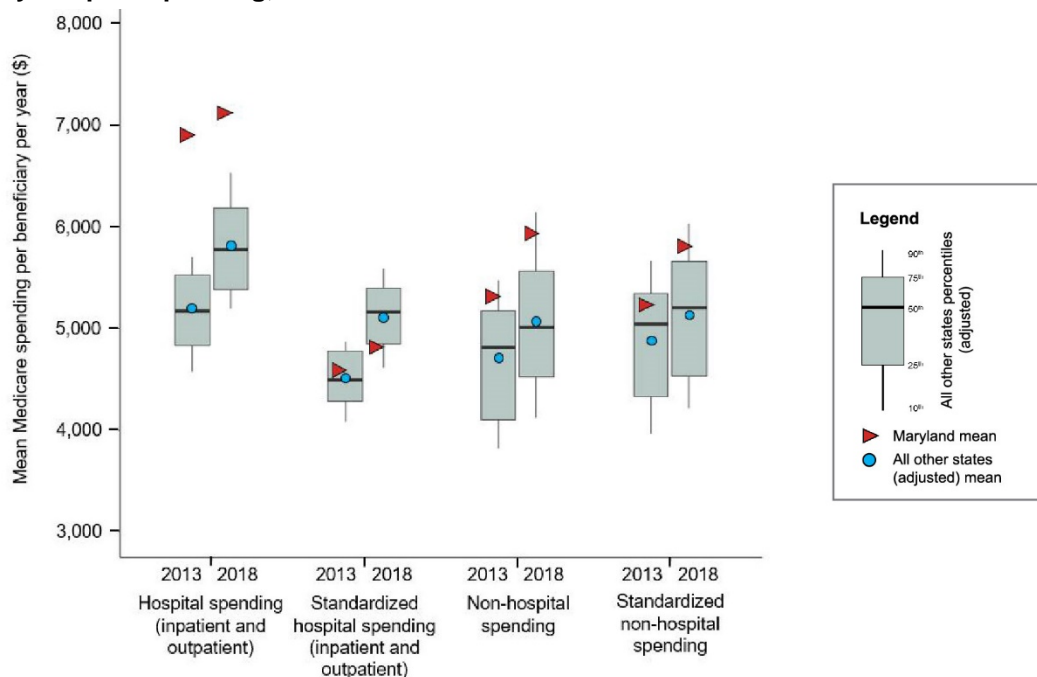 8,000
7,000
6,000
5,000
4,000
3,000
Mean Medicare spending per beneficiary per year ($)
2013 2018
Hospital spending
(inpatient and
outpatient)
2013 2018
Standardized
hospital spending
(inpatient and
outpatient)
2013 2018
Non-hospital
spending
2013 2018
Standardized
non-hospital
spending
Legend
90th
75th
50th
25th
10th
All other states percentiles
(adjusted)
Maryland mean
All other states
(adjusted) mean